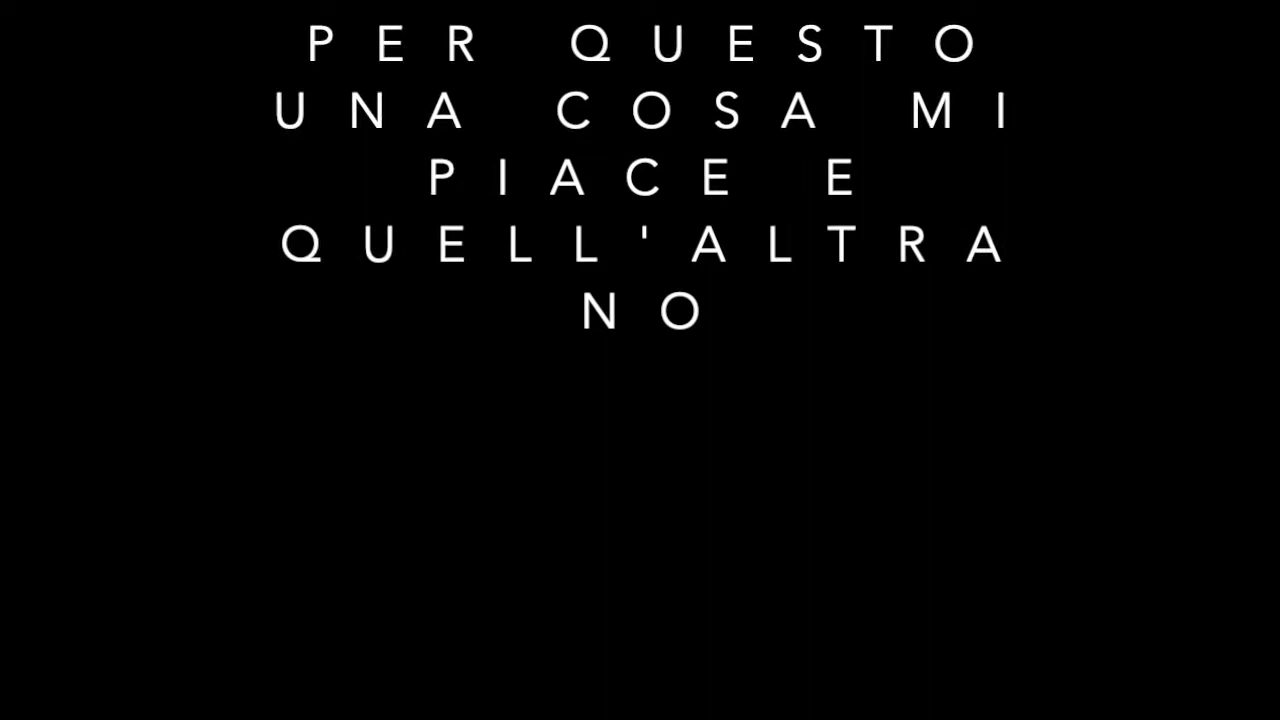 PER QUESTO
UNA COSA MI
PIACE E
QUELL'ALTRA
NO